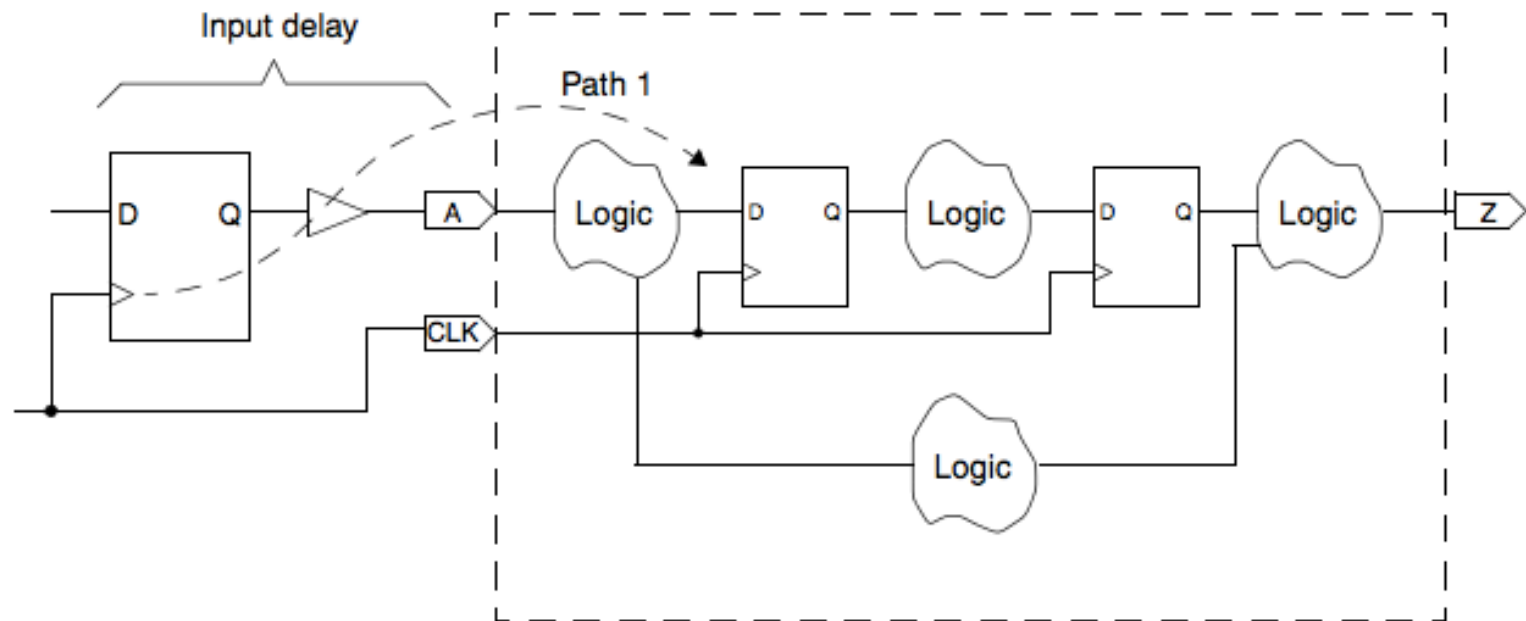 Input delay
Path 1
D Q
A
Logic
D Q
Logic
D Q
Logic
Z
CLK
Logic